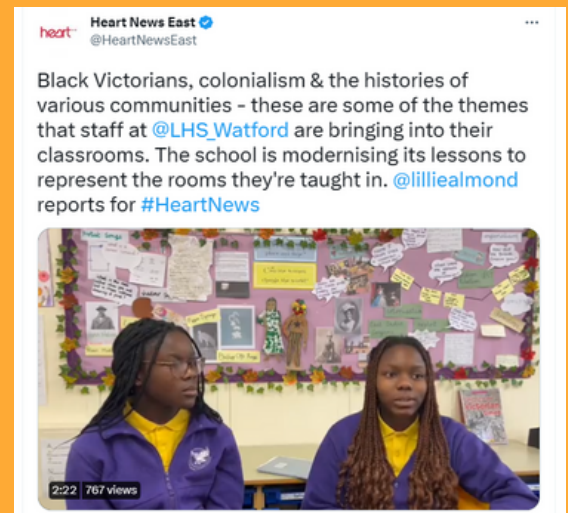 heart
Heart News East
@HeartNewsEast
Black Victorians, colonialism & the histories of
various communities - these are some of the themes
that staff at @LHS_Watford are bringing into their
classrooms. The school is modernising its lessons to
represent the rooms they're taught in. @lilliealmond
reports for #HeartNews
2:22 767 views